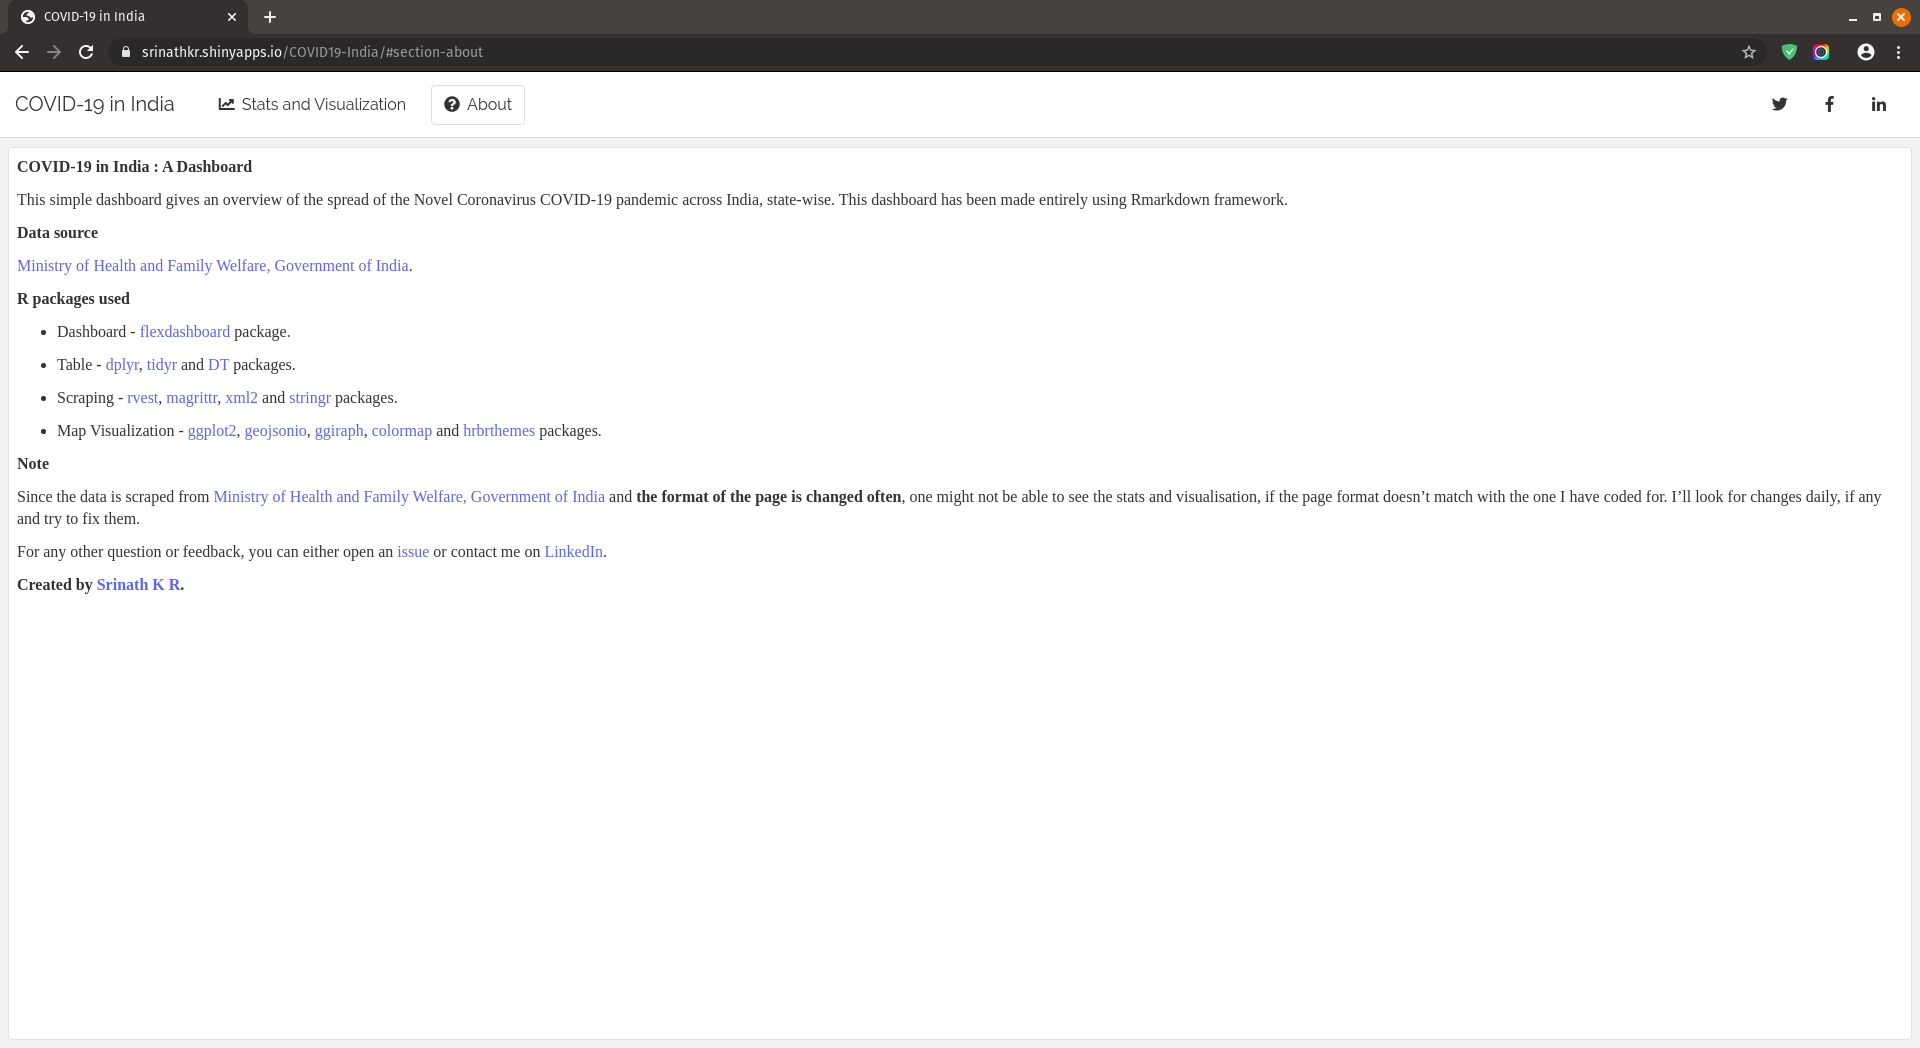 COVID-19 in India
srinathkr.shinyapps.io/COVID19-India/#section-about
COVID-19 in India
Stats and Visualization
About
COVID-19 in India : A Dashboard
This simple dashboard gives an overview of the spread of the Novel Coronavirus COVID-19 pandemic across India, state-wise. This dashboard has been made entirely using Rmarkdown framework.
Data source
Ministry of Health and Family Welfare, Government of India.
R packages used
• Dashboard - flexdashboard package.
• Table - dplyr, tidyr and DT packages.
• Scraping - rvest, magrittr, xml2 and stringr packages.
• Map Visualization - ggplot2, geojsonio, ggiraph, colormap and hrbrthemes packages.
Note
Since the data is scraped from Ministry of Health and Family Welfare, Government of India and the format of the page is changed often, one might not be able to see the stats and visualisation, if the page format doesn’t match with the one I have coded for. I’ll look for changes daily, if any
and try to fix them.
For any other question or feedback, you can either open an issue or contact me on LinkedIn.
Created by Srinath K R.